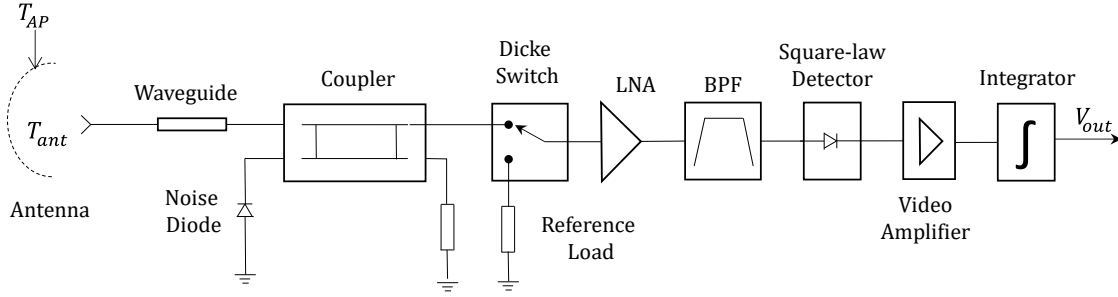 T_AP
T_ant
Antenna
Waveguide
Noise
Diode
Coupler
Dicke
Switch
Reference
Load
LNA
BPF
Square-law
Detector
Video
Amplifier
Integrator
∫
V_out